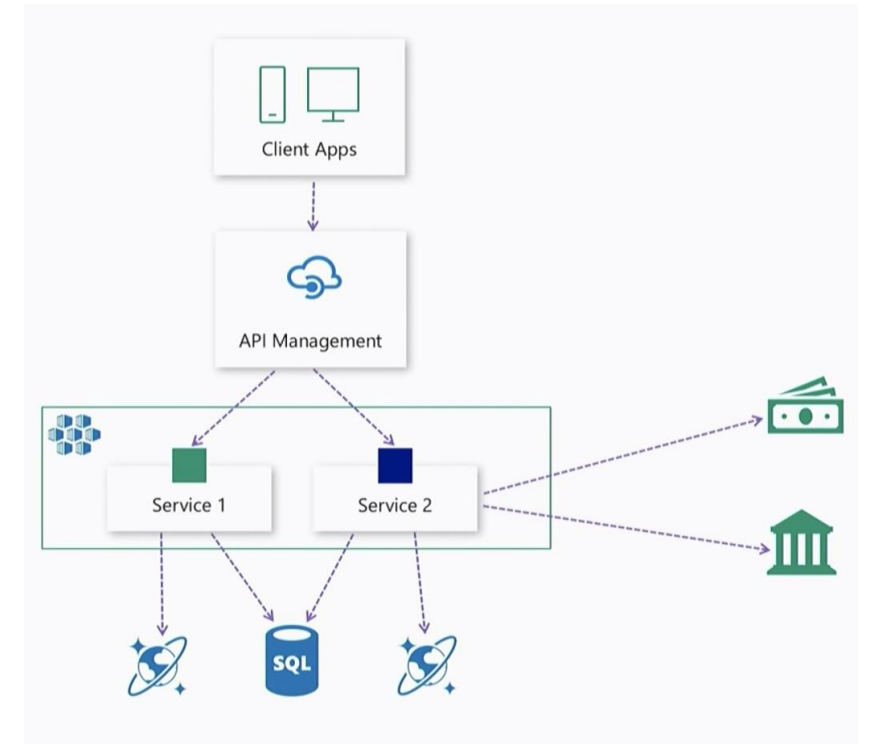 Client Apps
API Management
Service 1
Service 2
SQL